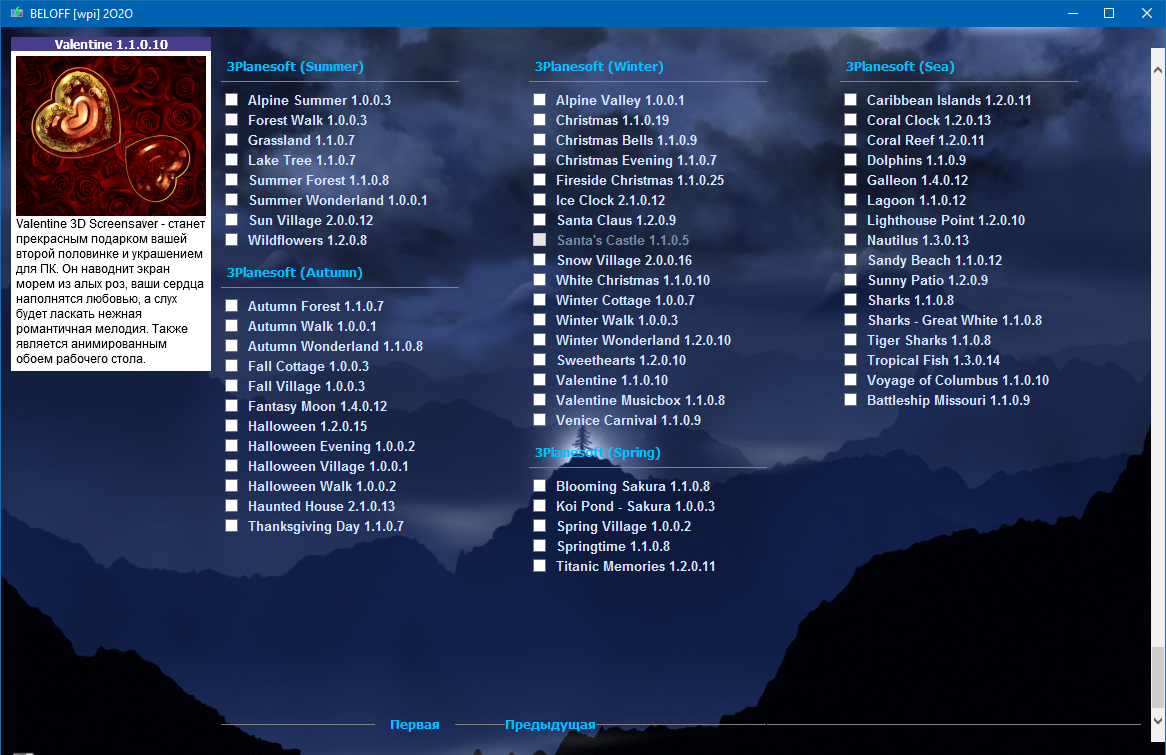 BELOFF [wpi] 2020
Valentine 1.1.0.10
Valentine 3D Screensaver - станет
прекрасным подарком вашей
второй половинке и украшением
для ПК. Он наводнит экран
морем из алых роз, ваши сердца
наполнятся любовью, а слух
будет ласкать нежная
романтичная мелодия. Также
является анимированным
обоем рабочего стола.
3Planesoft (Summer)
Alpine Summer 1.0.0.3
Forest Walk 1.0.0.3
Grassland 1.1.0.7
Lake Tree 1.1.0.7
Summer Forest 1.1.0.8
Summer Wonderland 1.0.0.1
Sun Village 2.0.0.12
Wildflowers 1.2.0.8
3Planesoft (Autumn)
Autumn Forest 1.1.0.7
Autumn Walk 1.0.0.1
Autumn Wonderland 1.1.0.8
Fall Cottage 1.0.0.3
Fall Village 1.0.0.3
Fantasy Moon 1.4.0.12
Halloween 1.2.0.15
Halloween Evening 1.0.0.2
Halloween Village 1.0.0.1
Halloween Walk 1.0.0.2
Haunted House 2.1.0.13
Thanksgiving Day 1.1.0.7
3Planesoft (Winter)
Alpine Valley 1.0.0.1
Christmas 1.1.0.19
Christmas Bells 1.1.0.9
Christmas Evening 1.1.0.7
Fireside Christmas 1.1.0.25
Ice Clock 2.1.0.12
Santa Claus 1.2.0.9
Santa's Castle 1.1.0.5
Snow Village 2.0.0.16
White Christmas 1.1.0.10
Winter Cottage 1.0.0.7
Winter Walk 1.0.0.3
Winter Wonderland 1.2.0.10
Sweethearts 1.2.0.10
Valentine 1.1.0.10
Valentine Musicbox 1.1.0.8
Venice Carnival 1.1.0.9
3Planesoft (Spring)
Blooming Sakura 1.1.0.8
Koi Pond - Sakura 1.0.0.3
Spring Village 1.0.0.2
Springtime 1.1.0.8
Titanic Memories 1.2.0.11
3Planesoft (Sea)
Caribbean Islands 1.2.0.11
Coral Clock 1.2.0.13
Coral Reef 1.2.0.11
Dolphins 1.1.0.9
Galleon 1.4.0.12
Lagoon 1.1.0.12
Lighthouse Point 1.2.0.10
Nautilus 1.3.0.13
Sandy Beach 1.1.0.12
Sunny Patio 1.2.0.9
Sharks 1.1.0.8
Sharks - Great White 1.1.0.8
Tiger Sharks 1.1.0.8
Tropical Fish 1.3.0.14
Voyage of Columbus 1.1.0.10
Battleship Missouri 1.1.0.9
Первая
Предыдущая